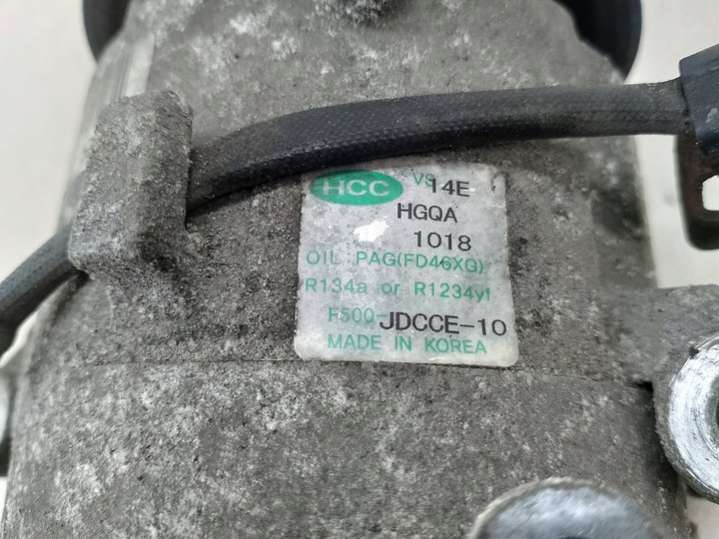 HCC VS14E
HGQA
1018
OIL PAG(FD46XG)
R134a or R1234yf
F500-JDCCE-10
MADE IN KOREA